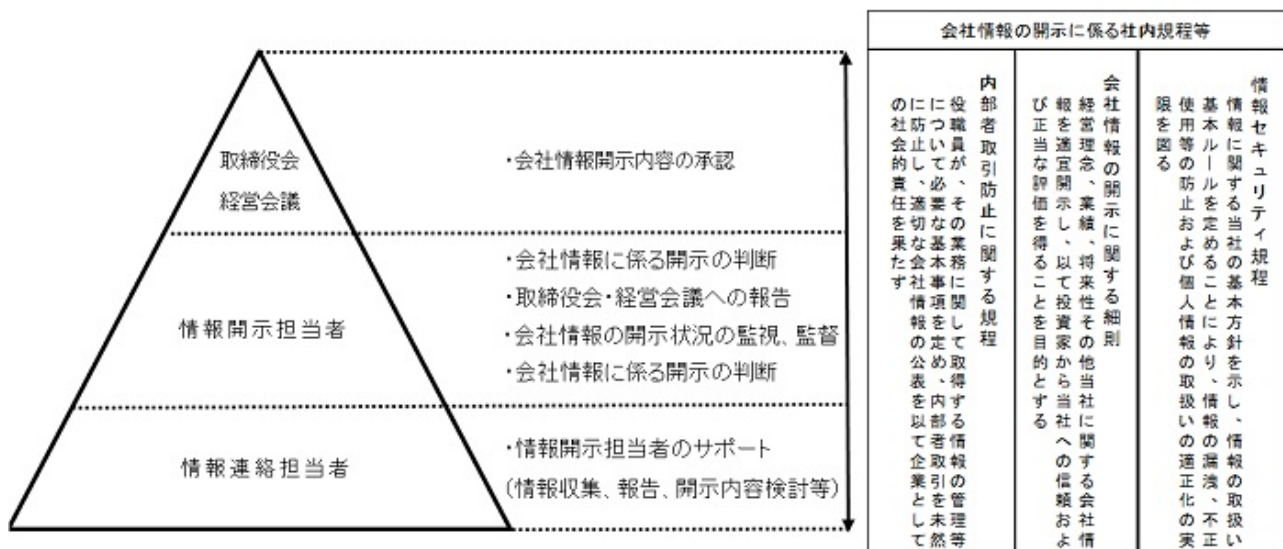 取締役会
経営会議
・会社情報開示内容の承認
情報開示担当者
・会社情報に係る開示の判断
・取締役会・経営会議への報告
・会社情報の開示状況の監視、監督
・会社情報に係る開示の判断
情報連絡担当者
・情報開示担当者のサポート
(情報収集、報告、開示内容検討等)
会社情報の開示に係る社内規程等
情報セキュリティ規程
情報に関する当社の基本方針を示し、情報の取扱い
基本ルールを定めることにより、情報の漏洩、不正
使用等の防止および個人情報の取扱いの適正化の実
限を図る
会社情報の開示に関する細則
経営理念、業績、将来性その他当社に関する会社情
報を適宜開示し、以て投資家から当社への信頼およ
び正当な評価を得ることを目的とする
内部者取引防止に関する規程
役職員が、その業務に関して取得する情報の管理等
について必要な基本事項を定め、内部者取引を未然
に防止し、適切な会社情報の公表を以て企業として
の社会的責任を果たす